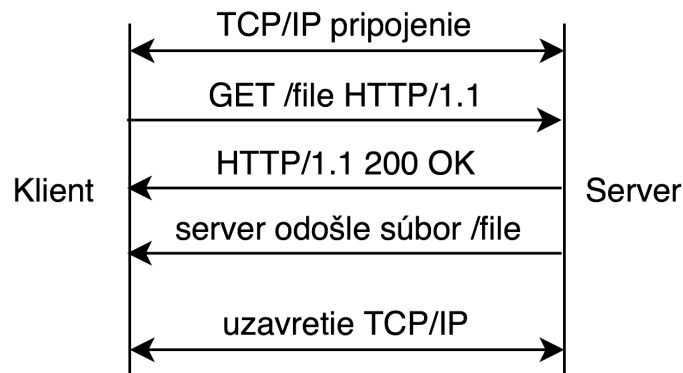 TCP/IP pripojenie
GET /file HTTP/1.1
HTTP/1.1 200 OK
Klient
Server
server odošle súbor /file
uzavretie TCP/IP